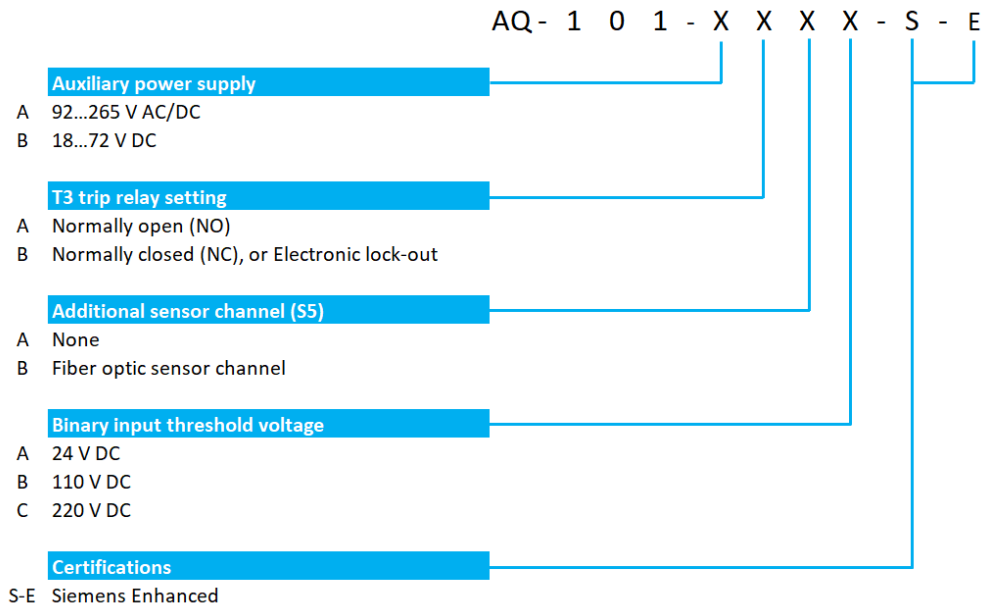 AQ - 1 0 1 - X X X X - S - E
Auxiliary power supply
A 92...265 V AC/DC
B 18...72 V DC
T3 trip relay setting
A Normally open (NO)
B Normally closed (NC), or Electronic lock-out
Additional sensor channel (S5)
A None
B Fiber optic sensor channel
Binary input threshold voltage
A 24 V DC
B 110 V DC
C 220 V DC
Certifications
S-E Siemens Enhanced